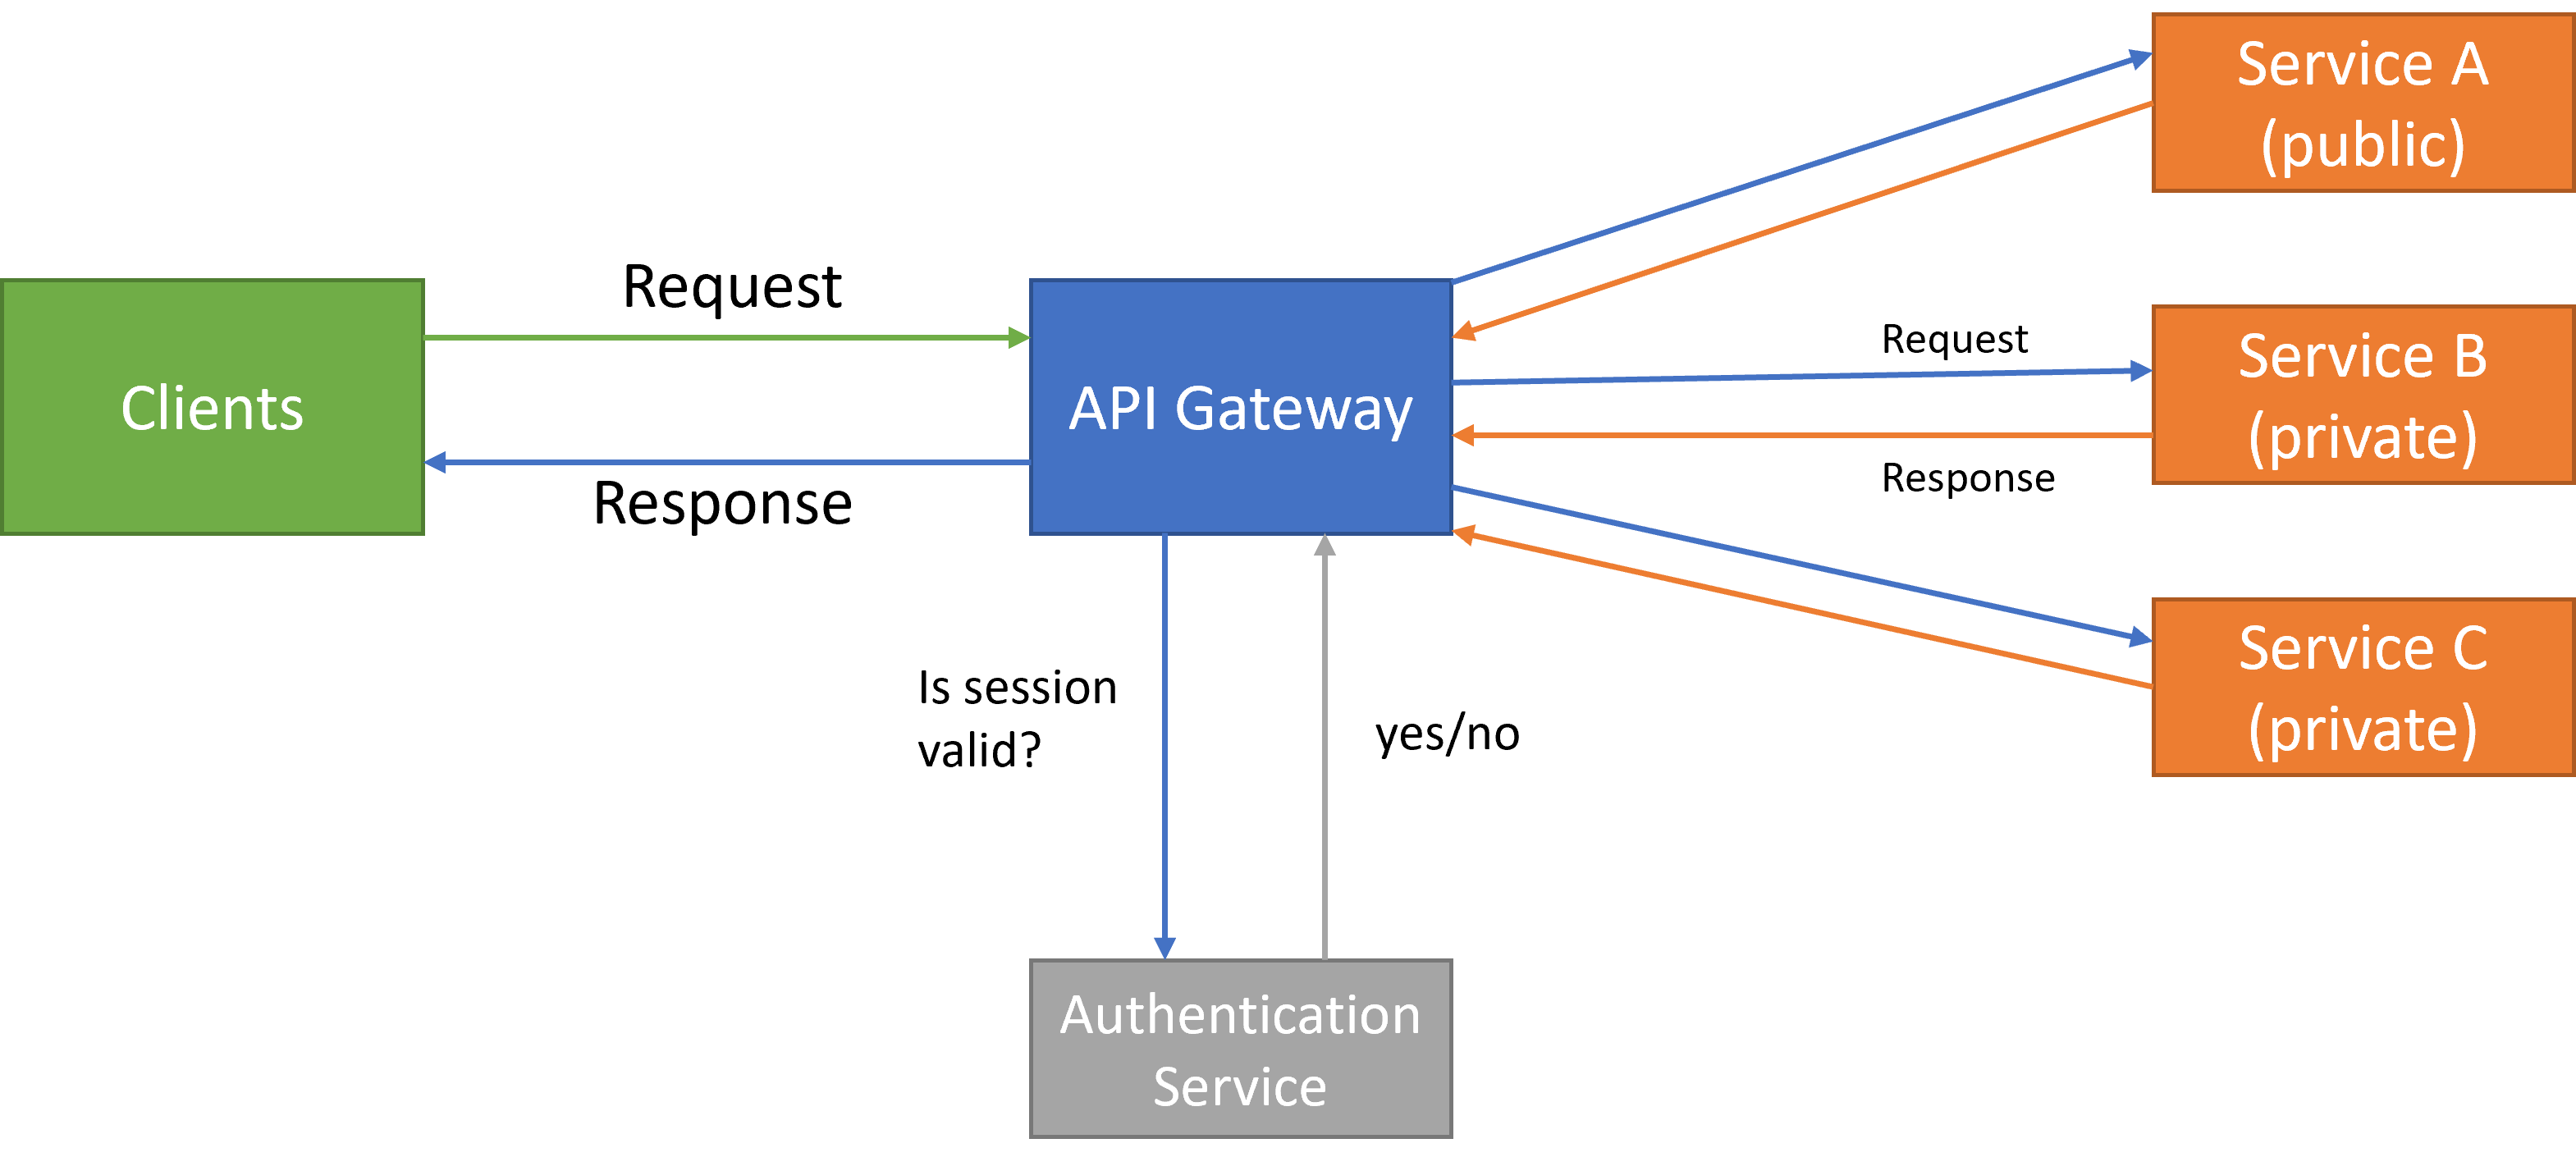 Clients
Request
Response
API Gateway
Is session
valid?
yes/no
Authentication
Service
Request
Response
Service A
(public)
Service B
(private)
Service C
(private)